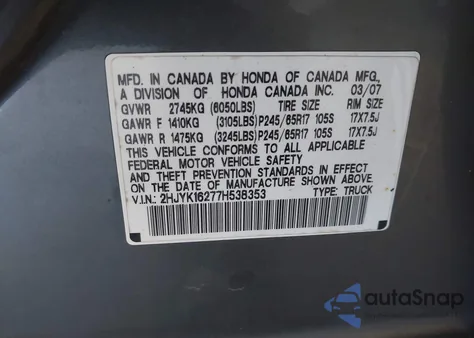 MFD. IN CANADA BY HONDA OF CANADA MFG.,
A DIVISION OF HONDA CANADA INC. 03/07
GVWR 2745KG (6050LBS) TIRE SIZE RIM SIZE
GAWR F 1410KG (3105LBS) P245/65R17 105S 17X7.5J
GAWR R 1475KG (3245LBS) P245/65R17 105S 17X7.5J
THIS VEHICLE CONFORMS TO ALL APPLICABLE
FEDERAL MOTOR VEHICLE SAFETY
AND THEFT PREVENTION STANDARDS IN EFFECT
ON THE DATE OF MANUFACTURE SHOWN ABOVE.
V.I.N.: 2HJYK16277H538353 TYPE: TRUCK
autoSnap